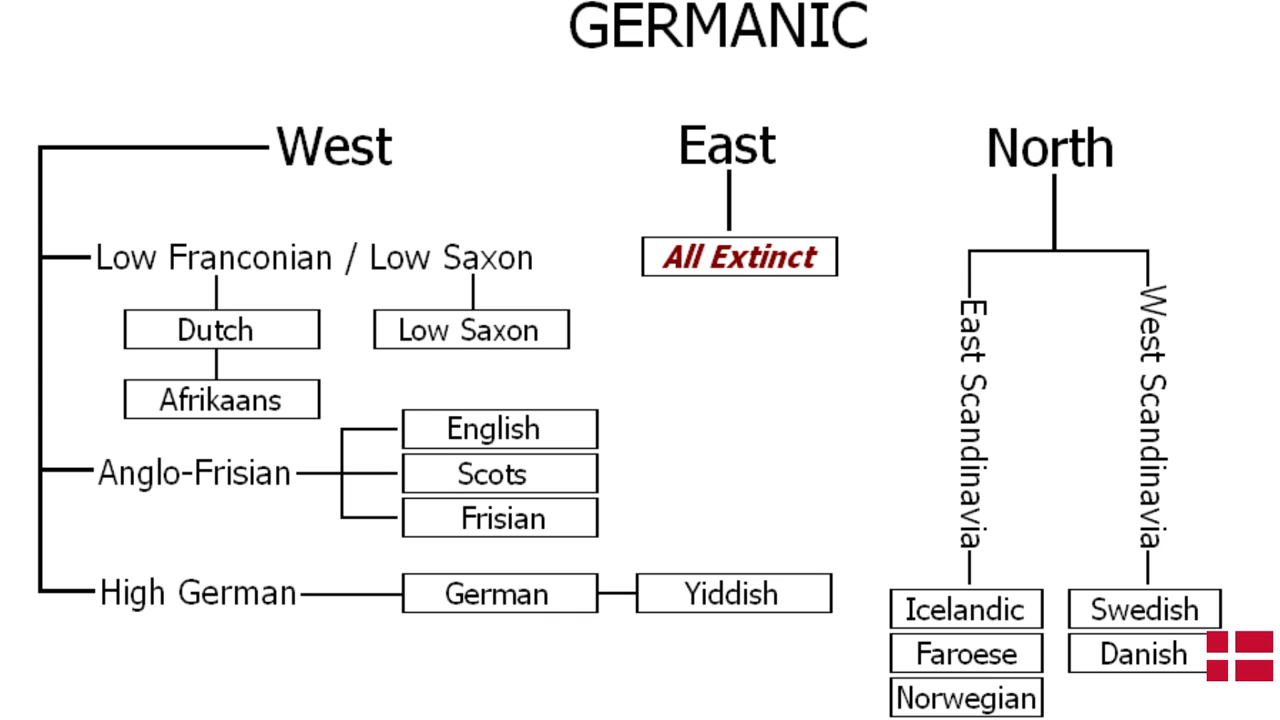 GERMANIC
West
East
North
Low Franconian / Low Saxon
All Extinct
Dutch
Low Saxon
Afrikaans
East Scandinavia
West Scandinavia
English
Anglo-Frisian
Scots
Frisian
High German
German
Yiddish
Icelandic
Swedish
Faroese
Danish
Norwegian